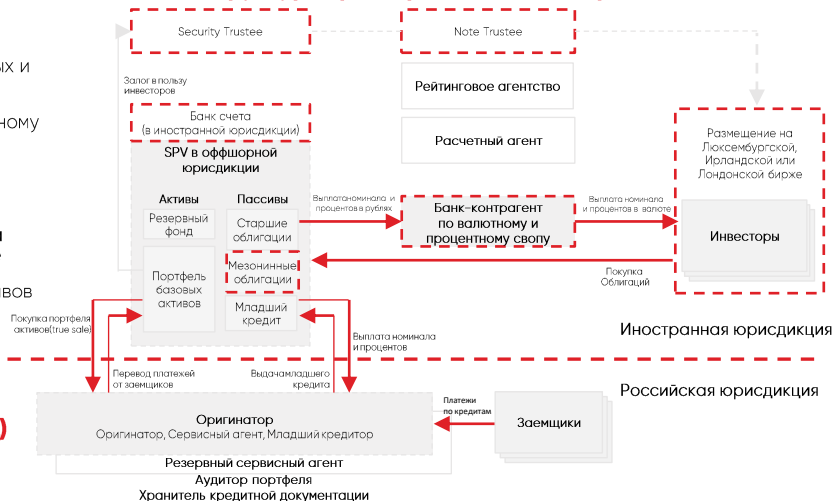 Security Trustee
Note Trustee
ых и
Залог в пользу
инвесторов
Рейтинговое агентство
ному
Банк счета
(в иностранной юрисдикции)
Расчетный агент
Размещение на
Люксембургской,
Ирландской или
Лондонской бирже
SPV в оффшорной
юрисдикции
Активы
Пассивы
Резервный
фонд
Старшие
облигации
Выплатаноминала и
процентов в рублях
Банк-контрагент
по валютному и
процентному свопу
Выплата номинала
и процентов в валюте
Инвесторы
Мезонинные
облигации
Портфель
базовых
активов
Покупка
Облигаций
ивов
Младший
кредит
Покупка портфеля
активов(true sale)
Выплата номинала
и процентов
Иностранная юрисдикция
Перевод платежей
от заемщиков
Выдачамладшего
кредита
Российская юрисдикция
Платежи
по кредитам
)
Оригинатор
Оригинатор, Сервисный агент, Младший кредитор
Заемщики
Резервный сервисный агент
Аудитор портфеля
Хранитель кредитной документации